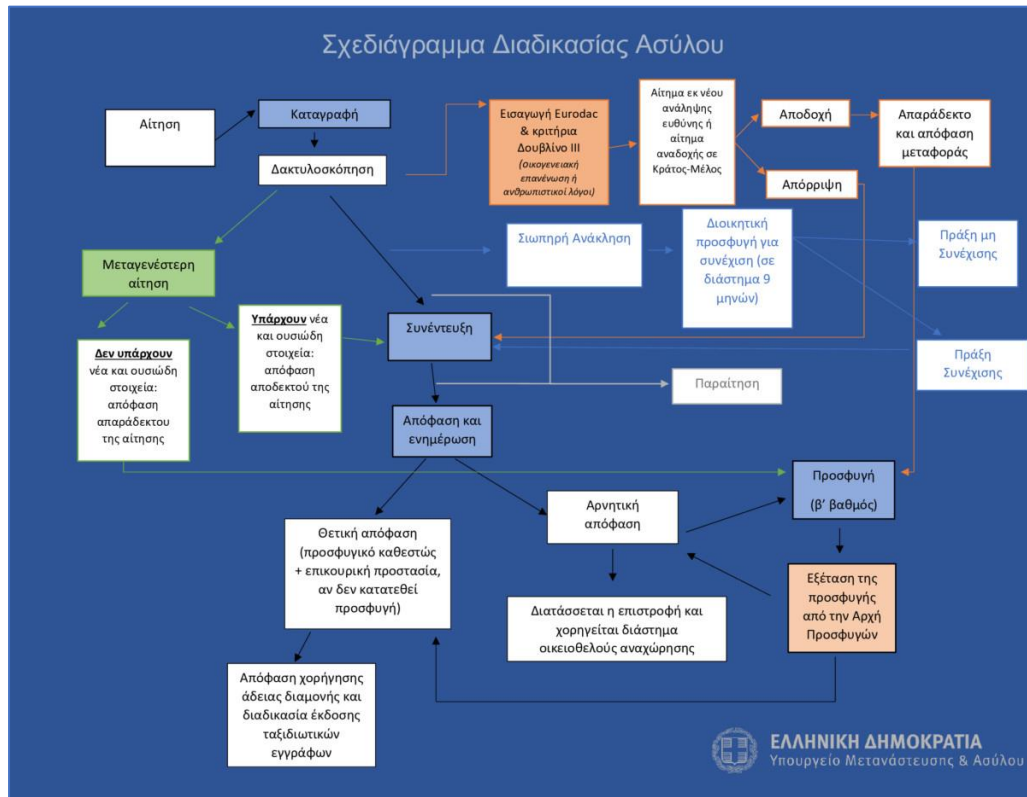 Σχεδιάγραμμα Διαδικασίας Ασύλου
Αίτηση
Καταγραφή
Δακτυλοσκόπηση
Εισαγωγή Eurodac
& κριτήρια
Δουβλίνο ΙΙΙ
(οικογενειακή
επανένωση ή
ανθρωπιστικοί λόγοι)
Αίτημα εκ νέου
ανάληψης
ευθύνης ή
αίτημα
αναδοχής σε
Κράτος-Μέλος
Αποδοχή
Απόρριψη
Απαράδεκτο
και απόφαση
μεταφοράς
Μεταγενέστερη
αίτηση
Σιωπηρή Ανάκληση
Διοικητική
προσφυγή για
συνέχιση (σε
διάστημα 9
μηνών)
Πράξη μη
Συνέχισης
Πράξη
Συνέχισης
Δεν υπάρχουν
νέα και ουσιώδη
στοιχεία:
απόφαση
απαράδεκτου
της αίτησης
Υπάρχουν νέα
και ουσιώδη
στοιχεία:
απόφαση
αποδεκτού της
αίτησης
Συνέντευξη
Παραίτηση
Απόφαση και
ενημέρωση
Προσφυγή
(β’ βαθμός)
Θετική απόφαση
(προσφυγικό καθεστώς
+ επικουρική προστασία,
αν δεν κατατεθεί
προσφυγή)
Αρνητική
απόφαση
Εξέταση της
προσφυγής
από την Αρχή
Προσφυγών
Διατάσσεται η επιστροφή και
χορηγείται διάστημα
οικειοθελούς αναχώρησης
Απόφαση χορήγησης
άδειας διαμονής και
διαδικασία έκδοσης
ταξιδιωτικών
εγγράφων
ΕΛΛΗΝΙΚΗ ΔΗΜΟΚΡΑΤΙΑ
Υπουργείο Μετανάστευσης & Ασύλου